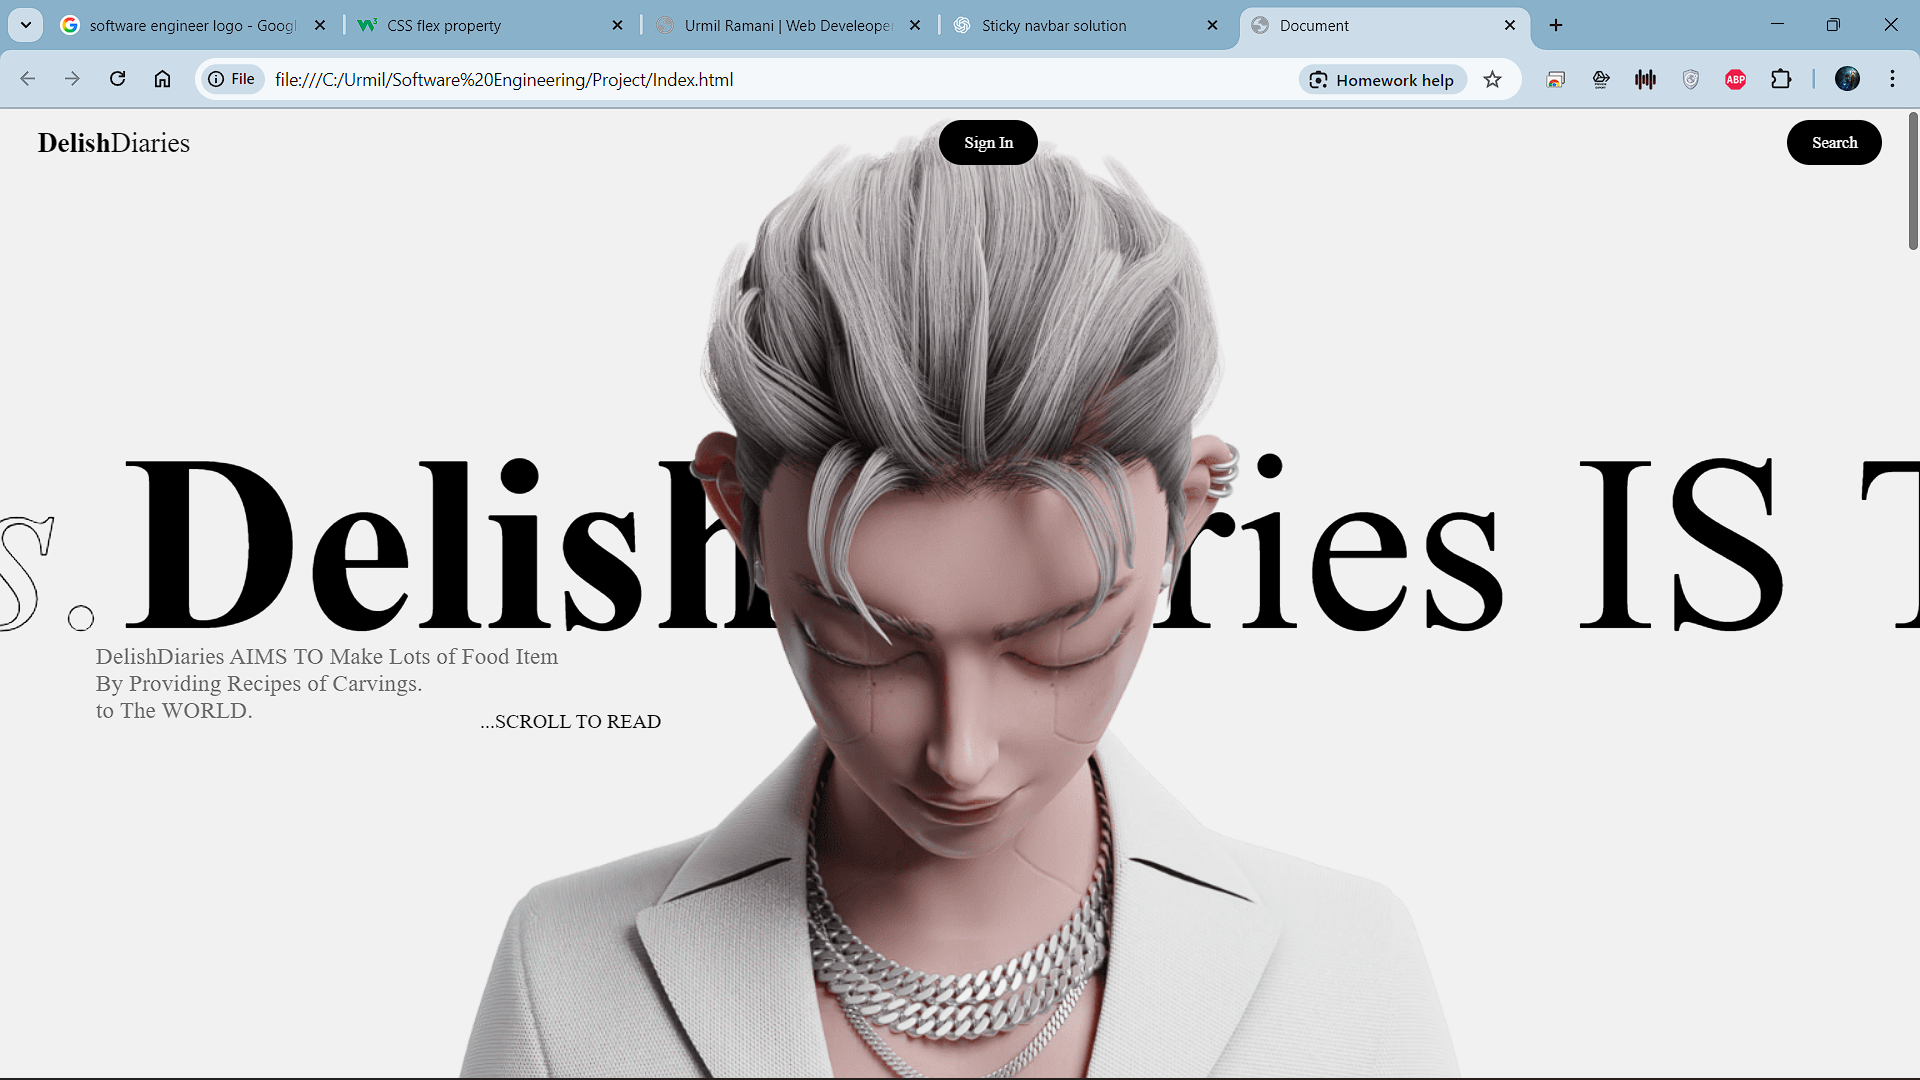 software engineer logo - Googl
CSS flex property
Urmil Ramani | Web Develeoper
Sticky navbar solution
Document
File
file:///C:/Urmil/Software%20Engineering/Project/Index.html
Homework help
ABP
DelishDiaries
Sign In
Search
s. Delish ries IS T
DelishDiaries AIMS TO Make Lots of Food Item
By Providing Recipes of Carvings.
to The WORLD.
...SCROLL TO READ